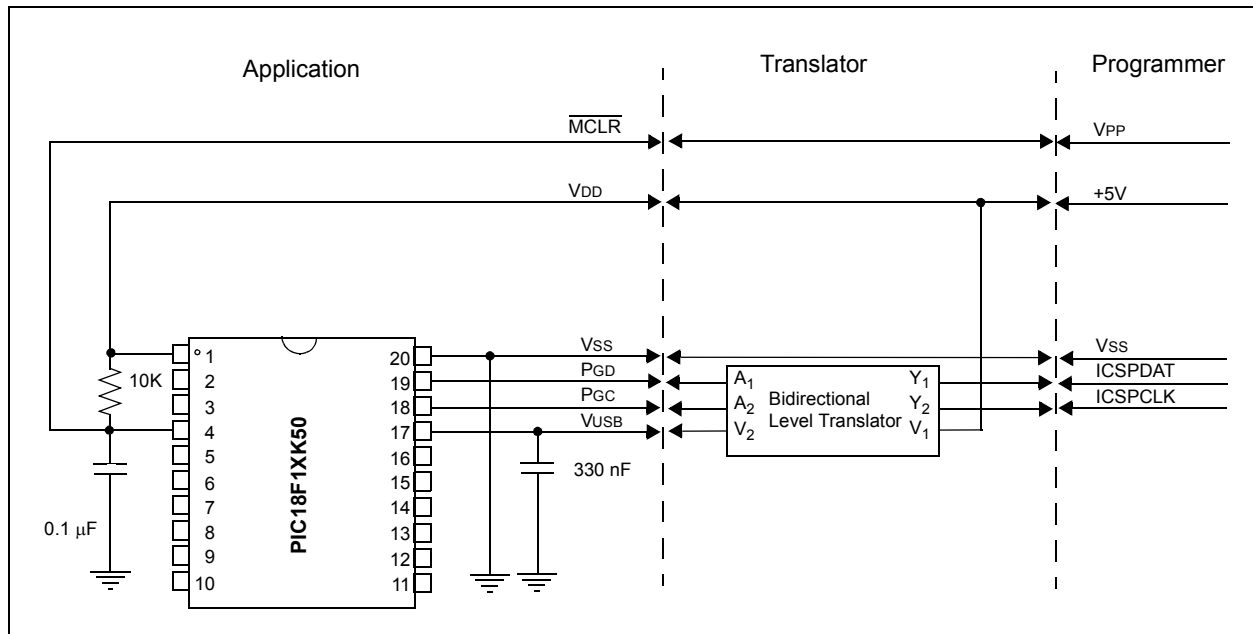 Application
Translator
Programmer
MCLR
VPP
VDD
+5V
VSS
VSS
PGD
ICSPDAT
PGC
ICSPCLK
VUSB
A1
Y1
A2
Y2
V2
V1
Bidirectional
Level Translator
10K
0.1 µF
330 nF
PIC18F1XK50
1
2
3
4
5
6
7
8
9
10
20
19
18
17
16
15
14
13
12
11